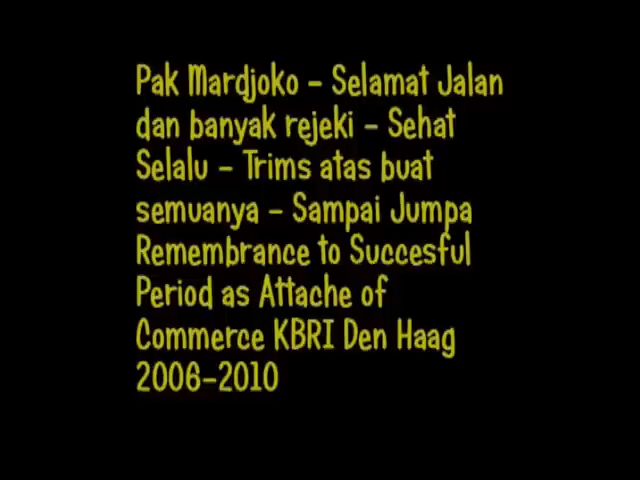 Pak Mardjoko - Selamat Jalan
dan banyak rejeki - Sehat
Selalu - Trims atas buat
semuanya - Sampai Jumpa
Remembrance to Succesful
Period as Attache of
Commerce KBRI Den Haag
2006-2010